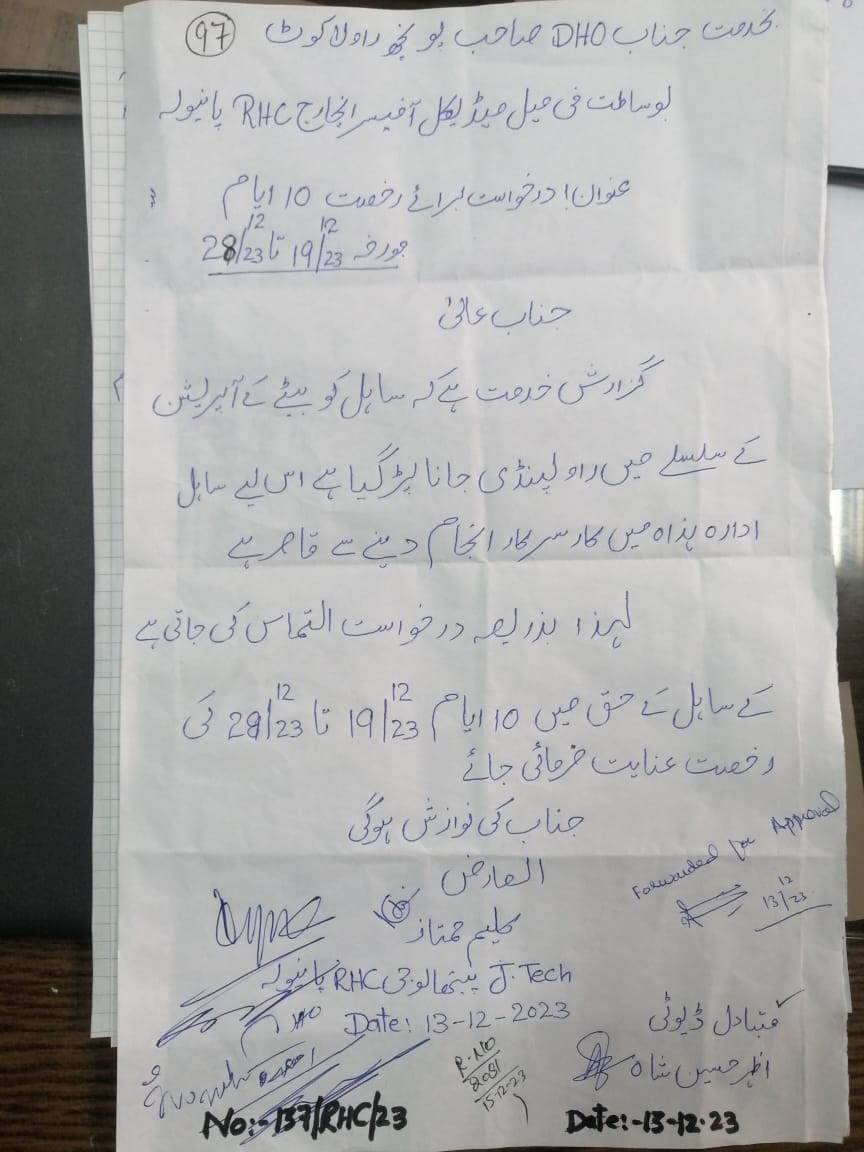 97
بخدمت جناب DHO صاحب پونچھ راولاکوٹ
بوساطت فی میل میڈیکل آفیسر انچارج RHC پانیولہ
عنوان! درخواست برائے رخصت 10 ایام
مورخہ 19/12/23 تا 28/12/23
جناب عالیٰ
گزارش خدمت ہے کہ سائل کو بیٹے کے آپریشن
کے سلسلے میں راولپنڈی جانا پڑ گیا ہے اس لیے سائل
ادارہ ہذاہ میں کار سرکار انجام دینے سے قاصر ہے
لہذا بذریعہ درخواست التماس کی جاتی ہے
کے سائل کے حق میں 10 ایام 19/12/23 تا 28/12/23 کی
رخصت عنایت فرمائی جائے
جناب کی نوازش ہوگی
العارض
Forwarded for Approval
13/12/23
کلیم ممتاز
J.Tech پیتھالوجی RHC پانیولہ
Date: 13-12-2023
متبادل ڈیوٹی
اظہر حسین شاہ
R.No
2081
15-12-23
No:-137/RHC/23
Date:-13-12-23